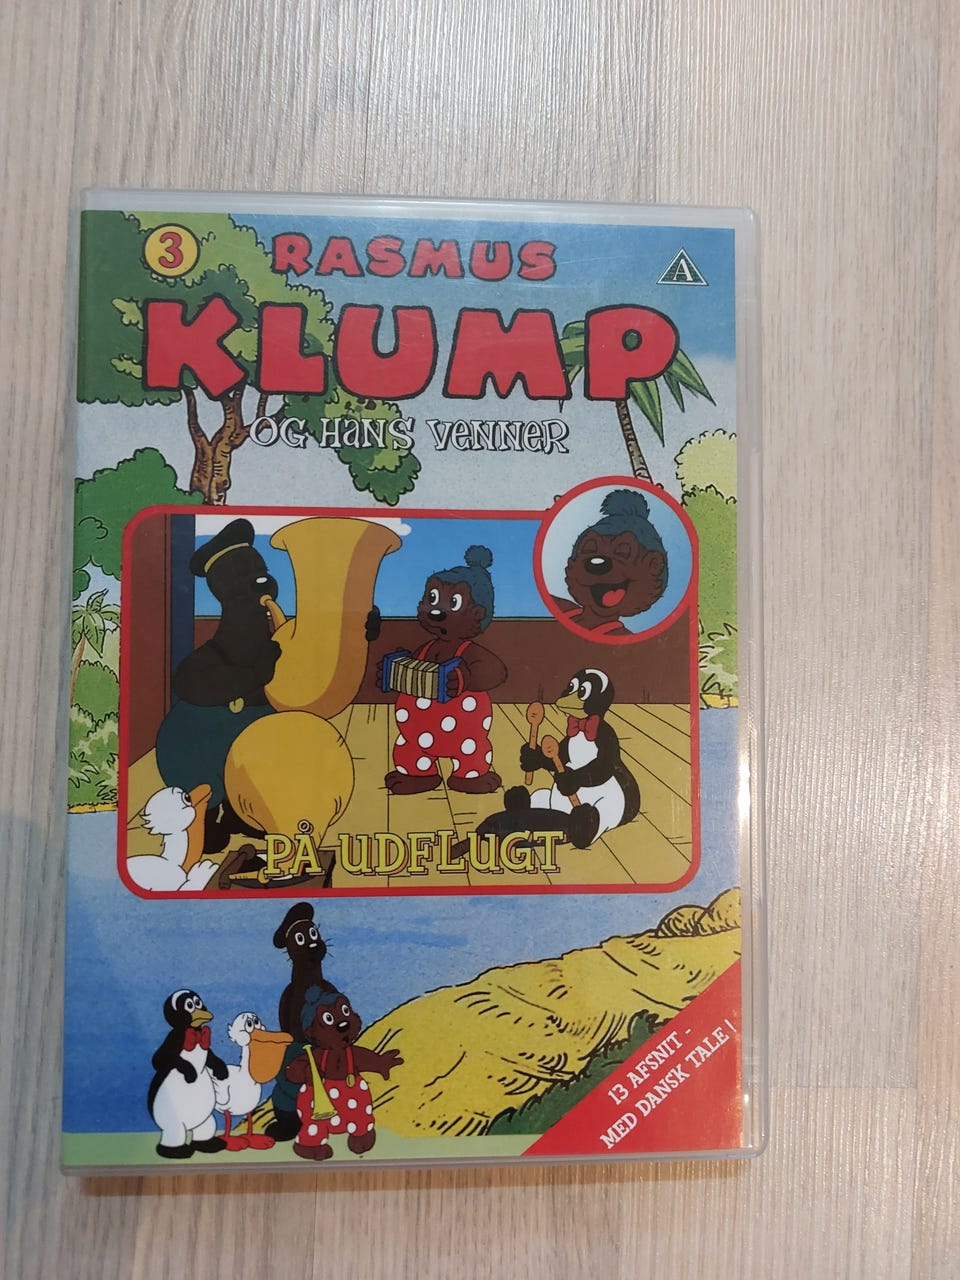 3
RASMUS
A
KLUMP
OG HANS VENNER
PÅ UDFLUGT
13 AFSNIT -
MED DANSK TALE!